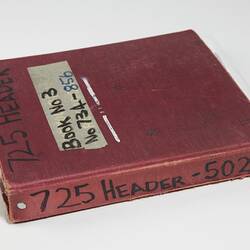 725 HEADER
BOOK No 3
No 734-856
725 HEADER-502